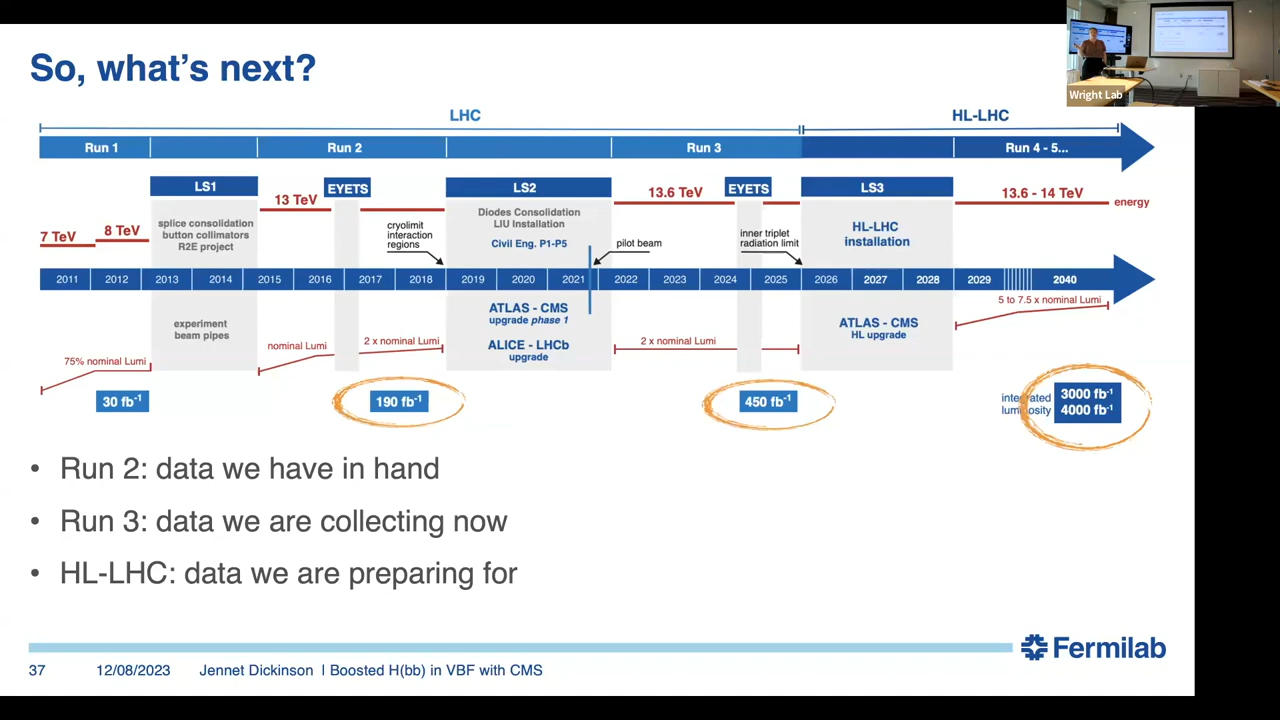 So, what's next?
Wright Lab
LHC
HL-LHC
Run 1
Run 2
Run 3
Run 4 - 5...
LS1
EYETS
LS2
EYETS
LS3
13 TeV
13.6 TeV
13.6 - 14 TeV
energy
7 TeV
8 TeV
splice consolidation
button collimators
R2E project
cryolimit
interaction
regions
Diodes Consolidation
LIU Installation
Civil Eng. P1-P5
pilot beam
inner triplet
radiation limit
HL-LHC
installation
2011
2012
2013
2014
2015
2016
2017
2018
2019
2020
2021
2022
2023
2024
2025
2026
2027
2028
2029
2040
5 to 7.5 x nominal Lumi
experiment
beam pipes
ATLAS - CMS
upgrade phase 1
ALICE - LHCb
upgrade
ATLAS - CMS
HL upgrade
75% nominal Lumi
nominal Lumi
2 x nominal Lumi
2 x nominal Lumi
30 fb⁻¹
190 fb⁻¹
450 fb⁻¹
integrated
luminosity
3000 fb⁻¹
4000 fb⁻¹
• Run 2: data we have in hand
• Run 3: data we are collecting now
• HL-LHC: data we are preparing for
Fermilab
37 12/08/2023 Jennet Dickinson | Boosted H(bb) in VBF with CMS